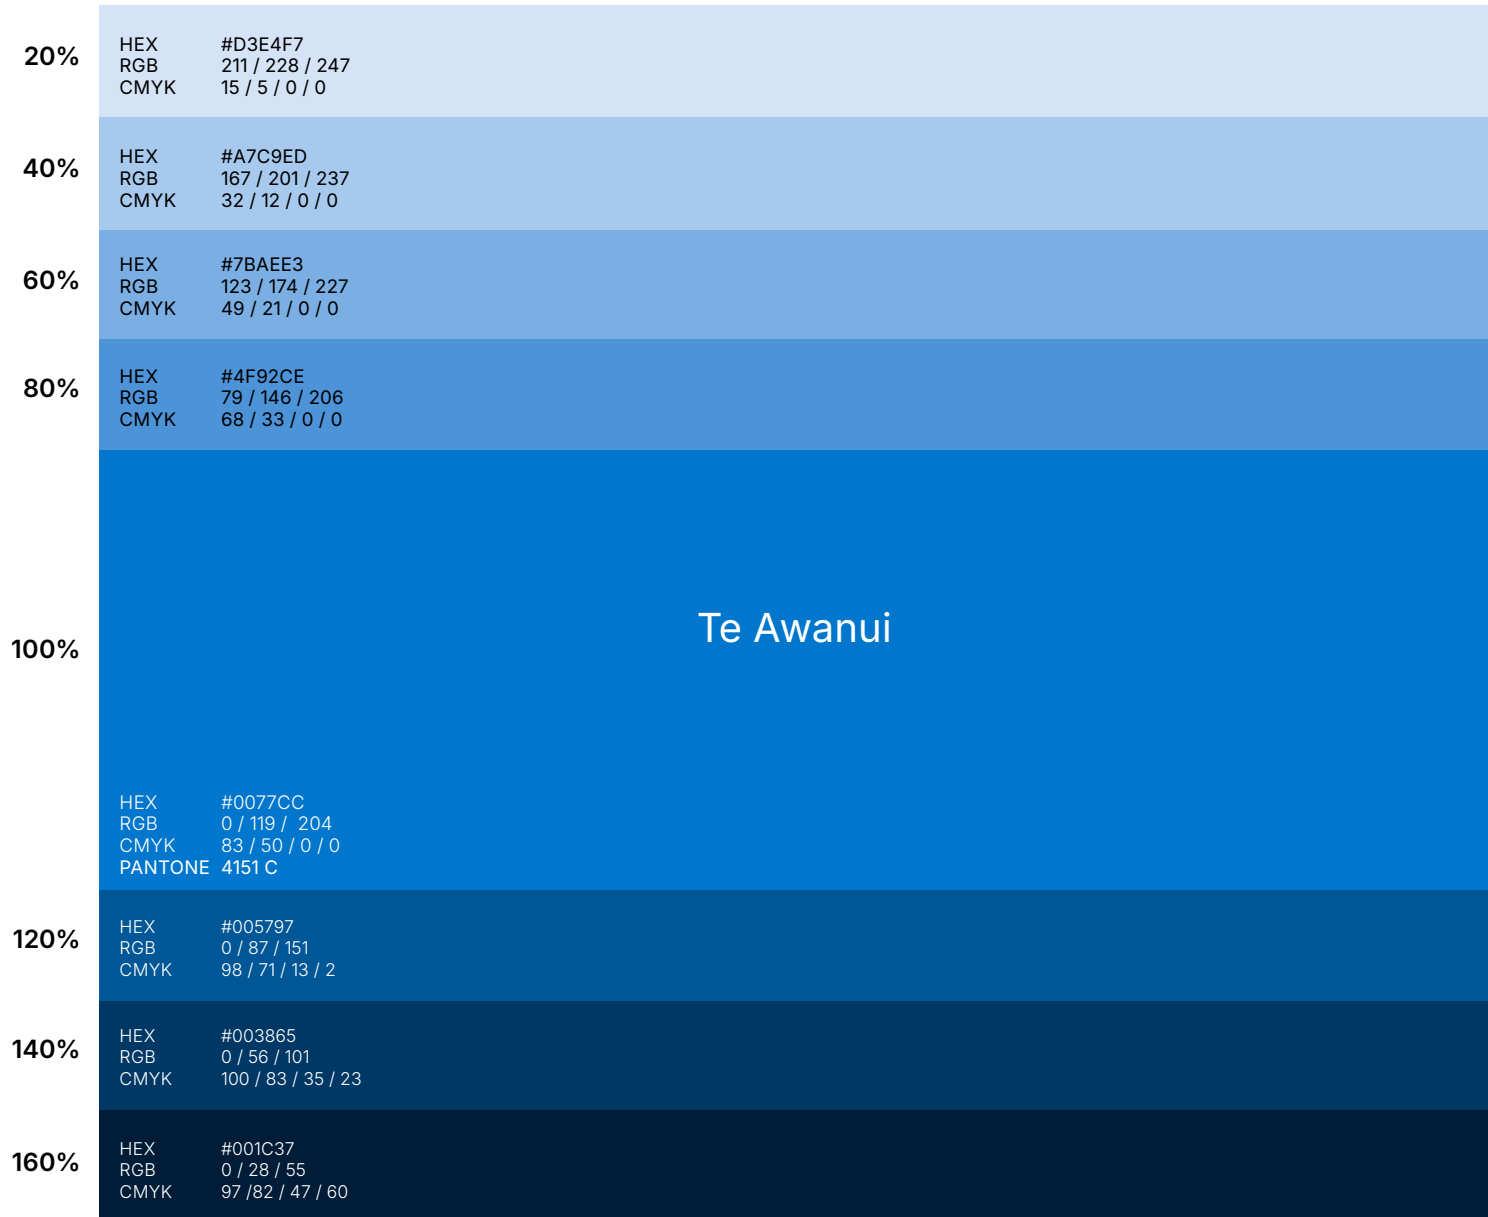 20%
HEX #D3E4F7
RGB 211 / 228 / 247
CMYK 15 / 5 / 0 / 0
40%
HEX #A7C9ED
RGB 167 / 201 / 237
CMYK 32 / 12 / 0 / 0
60%
HEX #7BAEE3
RGB 123 / 174 / 227
CMYK 49 / 21 / 0 / 0
80%
HEX #4F92CE
RGB 79 / 146 / 206
CMYK 68 / 33 / 0 / 0
100%
Te Awanui
HEX #0077CC
RGB 0 / 119 /  204
CMYK 83 / 50 / 0 / 0
PANTONE 4151 C
120%
HEX #005797
RGB 0 / 87 / 151
CMYK 98 / 71 / 13 / 2
140%
HEX #003865
RGB 0 / 56 / 101
CMYK 100 / 83 / 35 / 23
160%
HEX #001C37
RGB 0 / 28 / 55
CMYK 97 /82 / 47 / 60